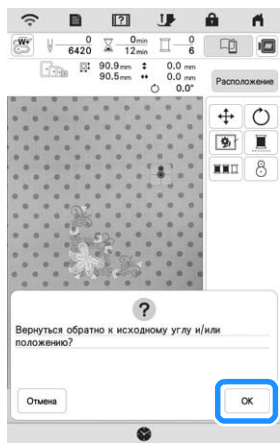 W+ 0 0min 0
6420 12min 6
90.9mm 0.0 mm
90.5mm 0.0 mm
0.0°
Расположение
Вернуться обратно к исходному углу и/или
положению?
Отмена
OK